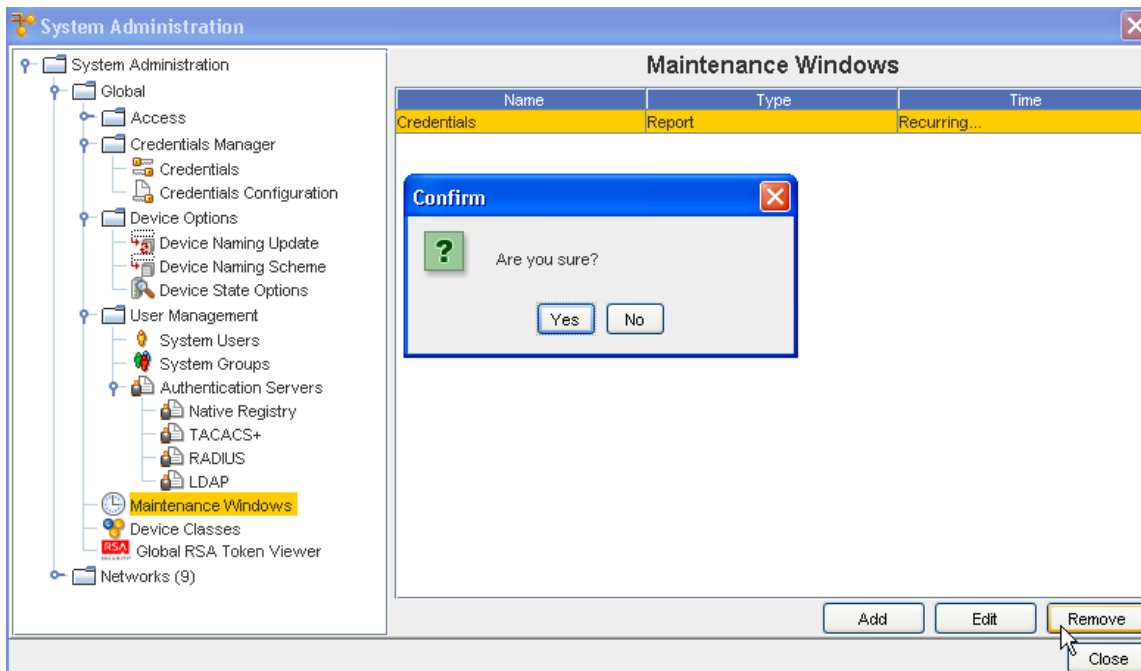 System Administration
System Administration
Global
Access
Credentials Manager
Credentials
Credentials Configuration
Device Options
Device Naming Update
Device Naming Scheme
Device State Options
User Management
System Users
System Groups
Authentication Servers
Native Registry
TACACS+
RADIUS
LDAP
Maintenance Windows
Device Classes
RSA Global RSA Token Viewer
Networks (9)
Maintenance Windows
Name Type Time
Credentials Report Recurring...
Confirm
? Are you sure?
Yes No
Add Edit Remove
Close